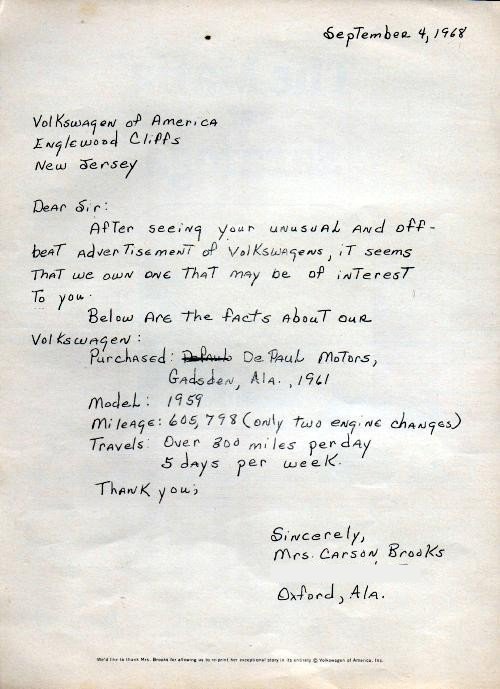 September 4, 1968
Volkswagen of America
Englewood Cliffs
New Jersey
Dear Sir:
After seeing your unusual and off-
beat advertisement of Volkswagens, it seems
that we own one that may be of interest
to you.
Below are the facts about our
Volkswagen:
Purchased: DePaul De Paul Motors,
Gadsden, Ala., 1961
Model: 1959
Mileage: 605,798 (only two engine changes)
Travels: Over 300 miles per day
5 days per week.
Thank you;
Sincerely,
Mrs. Carson Brooks
Oxford, Ala.
We'd like to thank Mrs. Brooks for allowing us to reprint her exceptional story in its entirety © Volkswagen of America, Inc.